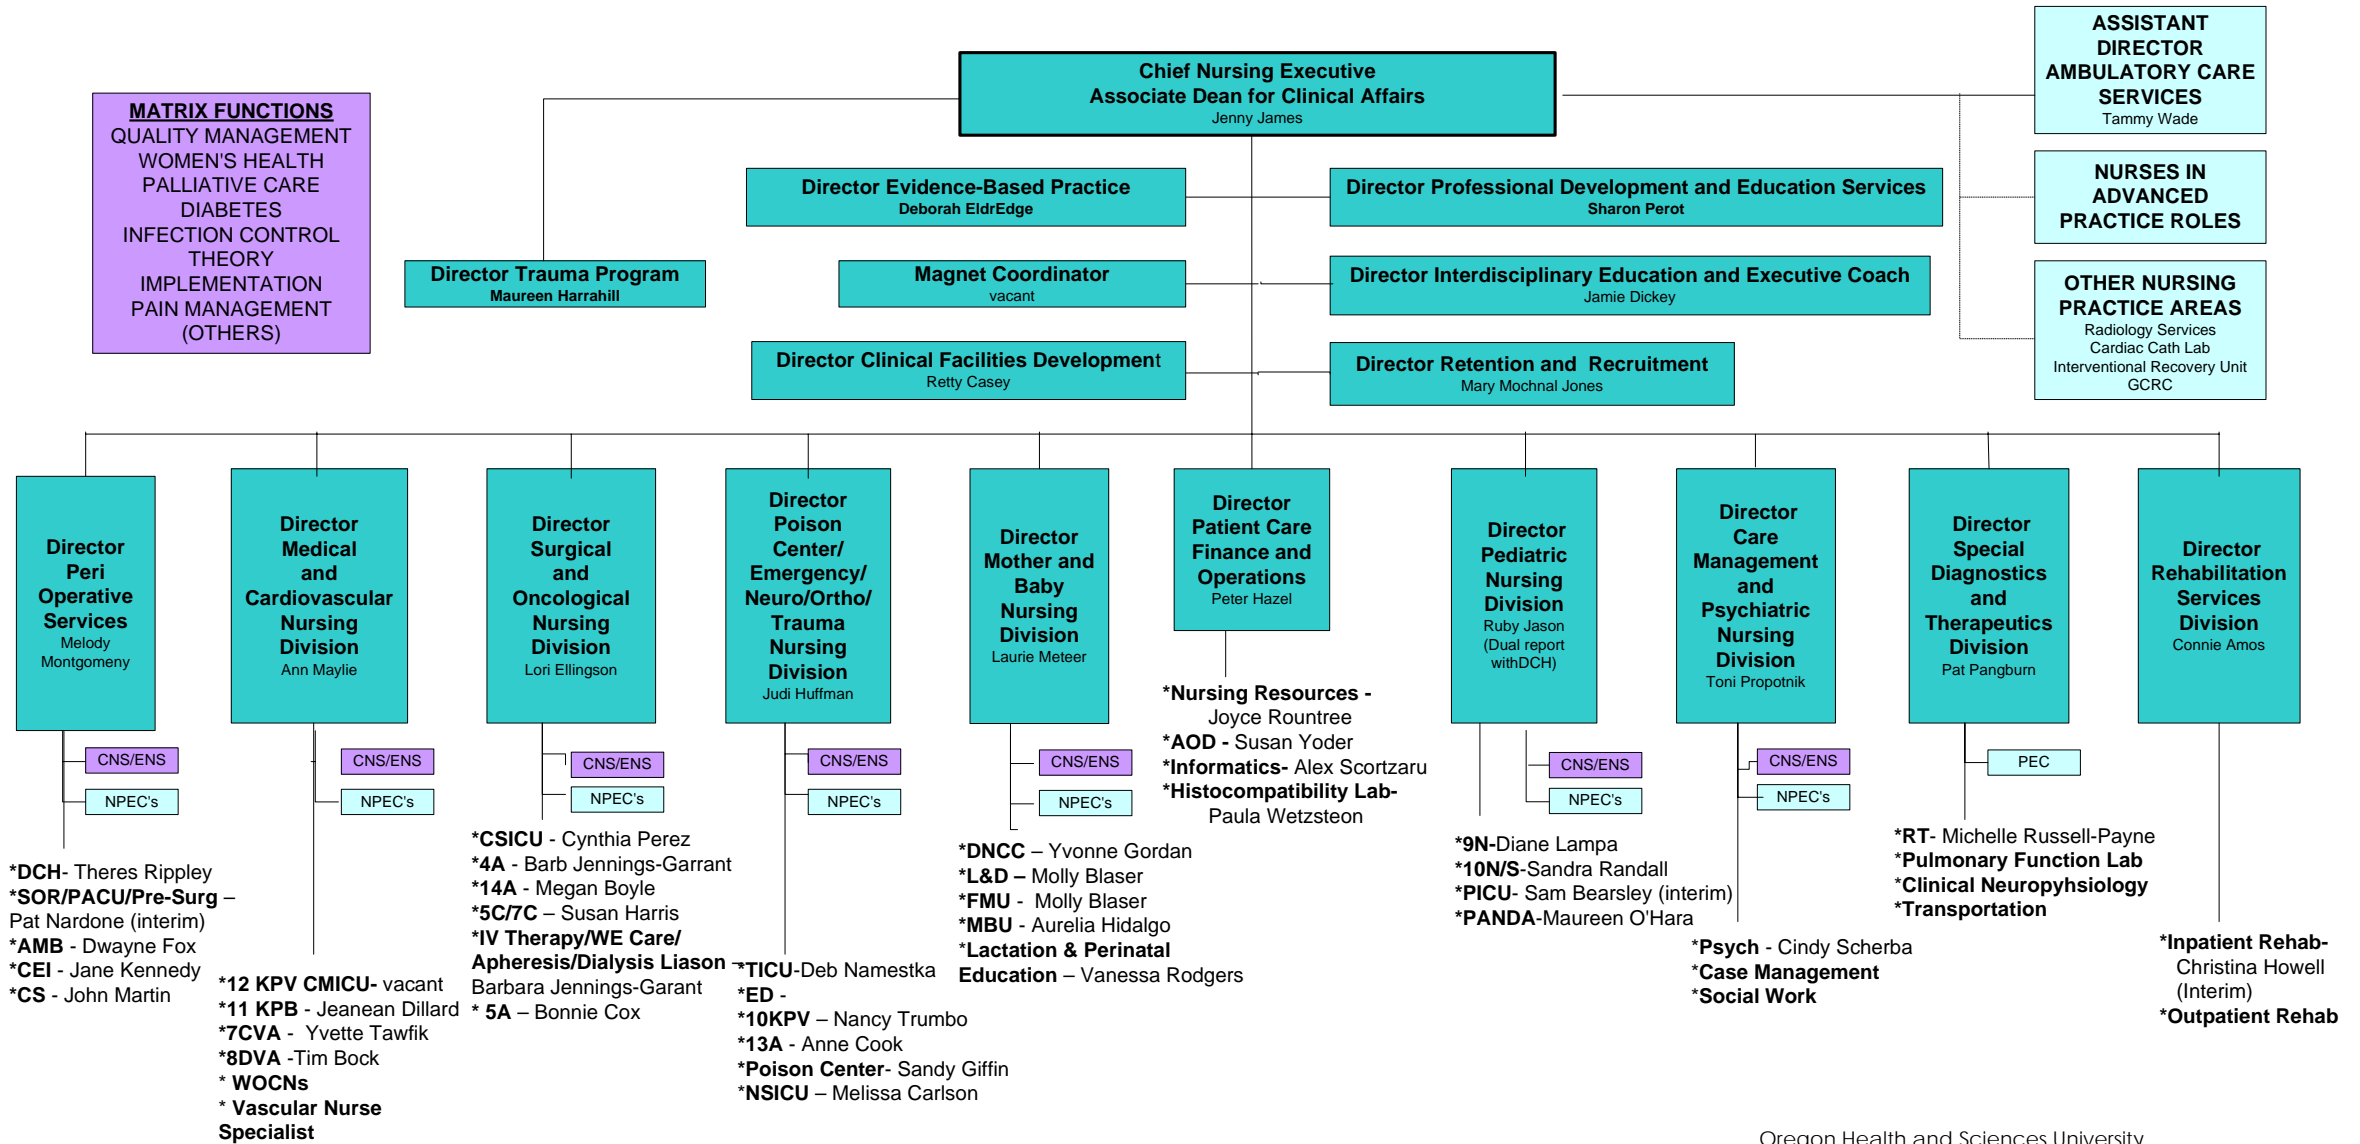 Chief Nursing Executive
Associate Dean for Clinical Affairs
Jenny James
ASSISTANT
DIRECTOR
AMBULATORY CARE
SERVICES
Tammy Wade
MATRIX FUNCTIONS
QUALITY MANAGEMENT
WOMEN'S HEALTH
PALLIATIVE CARE
DIABETES
INFECTION CONTROL
THEORY
IMPLEMENTATION
PAIN MANAGEMENT
(OTHERS)
Director Evidence-Based Practice
Deborah EldrEdge
Director Professional Development and Education Services
Sharon Perot
NURSES IN
ADVANCED
PRACTICE ROLES
Director Trauma Program
Maureen Harrahill
Magnet Coordinator
vacant
Director Interdisciplinary Education and Executive Coach
Jamie Dickey
OTHER NURSING
PRACTICE AREAS
Radiology Services
Cardiac Cath Lab
Interventional Recovery Unit
GCRC
Director Clinical Facilities Development
Retty Casey
Director Retention and  Recruitment
Mary Mochnal Jones
Director
Peri
Operative
Services
Melody
Montgomeny
CNS/ENS
NPEC's
*DCH- Theres Rippley
*SOR/PACU/Pre-Surg –
Pat Nardone (interim)
*AMB - Dwayne Fox
*CEI - Jane Kennedy
*CS - John Martin
Director
Medical
and
Cardiovascular
Nursing
Division
Ann Maylie
CNS/ENS
NPEC's
*12 KPV CMICU- vacant
*11 KPB - Jeanean Dillard
*7CVA -  Yvette Tawfik
*8DVA -Tim Bock
* WOCNs
* Vascular Nurse
Specialist
Director
Surgical
and
Oncological
Nursing
Division
Lori Ellingson
CNS/ENS
NPEC's
*CSICU - Cynthia Perez
*4A - Barb Jennings-Garrant
*14A - Megan Boyle
*5C/7C – Susan Harris
*IV Therapy/WE Care/
Apheresis/Dialysis Liason –
Barbara Jennings-Garant
* 5A – Bonnie Cox
Director
Poison
Center/
Emergency/
Neuro/Ortho/
Trauma
Nursing
Division
Judi Huffman
CNS/ENS
NPEC's
*TICU-Deb Namestka
*ED -
*10KPV – Nancy Trumbo
*13A - Anne Cook
*Poison Center- Sandy Giffin
*NSICU – Melissa Carlson
Director
Mother and
Baby
Nursing
Division
Laurie Meteer
CNS/ENS
NPEC's
*DNCC – Yvonne Gordan
*L&D – Molly Blaser
*FMU -  Molly Blaser
*MBU - Aurelia Hidalgo
*Lactation & Perinatal
Education – Vanessa Rodgers
Director
Patient Care
Finance and
Operations
Peter Hazel
*Nursing Resources -
Joyce Rountree
*AOD - Susan Yoder
*Informatics- Alex Scortzaru
*Histocompatibility Lab-
Paula Wetzsteon
Director
Pediatric
Nursing
Division
Ruby Jason
(Dual report
withDCH)
CNS/ENS
NPEC's
*9N-Diane Lampa
*10N/S-Sandra Randall
*PICU- Sam Bearsley (interim)
*PANDA-Maureen O'Hara
Director
Care
Management
and
Psychiatric
Nursing
Division
Toni Propotnik
CNS/ENS
NPEC's
*Psych - Cindy Scherba
*Case Management
*Social Work
Director
Special
Diagnostics
and
Therapeutics
Division
Pat Pangburn
PEC
*RT- Michelle Russell-Payne
*Pulmonary Function Lab
*Clinical Neuropyhsiology
*Transportation
Director
Rehabilitation
Services
Division
Connie Amos
*Inpatient Rehab-
Christina Howell
(Interim)
*Outpatient Rehab
Oregon Health and Sciences University